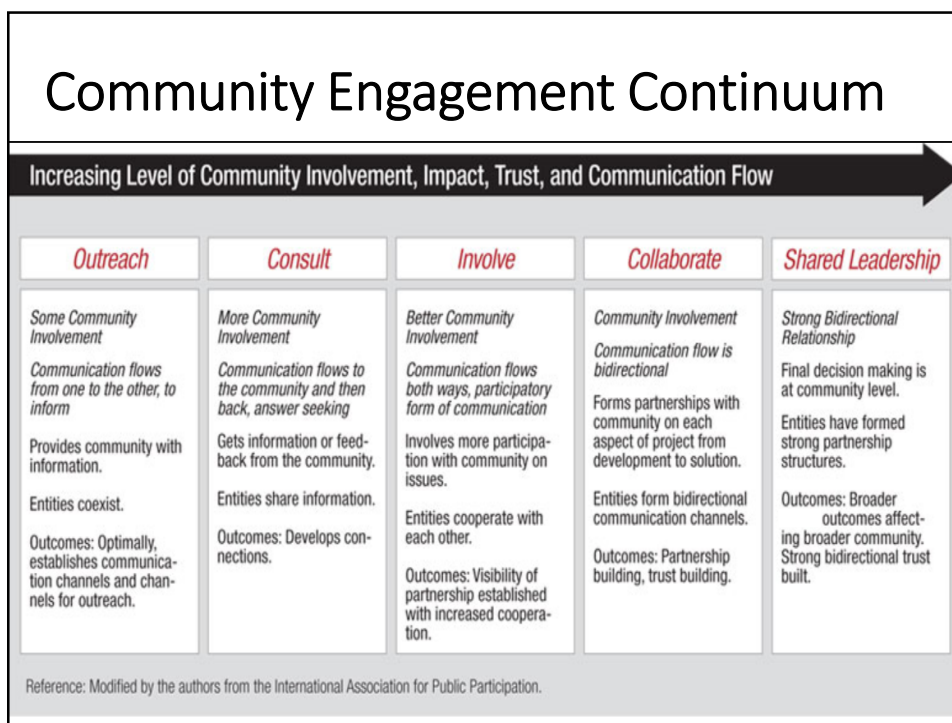 Community Engagement Continuum
Increasing Level of Community Involvement, Impact, Trust, and Communication Flow
Outreach
Some Community
Involvement
Communication flows
from one to the other, to
inform
Provides community with
information.
Entities coexist.
Outcomes: Optimally,
establishes communica-
tion channels and chan-
nels for outreach.
Consult
More Community
Involvement
Communication flows to
the community and then
back, answer seeking
Gets information or feed-
back from the community.
Entities share information.
Outcomes: Develops con-
nections.
Involve
Better Community
Involvement
Communication flows
both ways, participatory
form of communication
Involves more participa-
tion with community on
issues.
Entities cooperate with
each other.
Outcomes: Visibility of
partnership established
with increased coopera-
tion.
Collaborate
Community Involvement
Communication flow is
bidirectional
Forms partnerships with
community on each
aspect of project from
development to solution.
Entities form bidirectional
communication channels.
Outcomes: Partnership
building, trust building.
Shared Leadership
Strong Bidirectional
Relationship
Final decision making is
at community level.
Entities have formed
strong partnership
structures.
Outcomes: Broader
outcomes affect-
ing broader community.
Strong bidirectional trust
built.
Reference: Modified by the authors from the International Association for Public Participation.